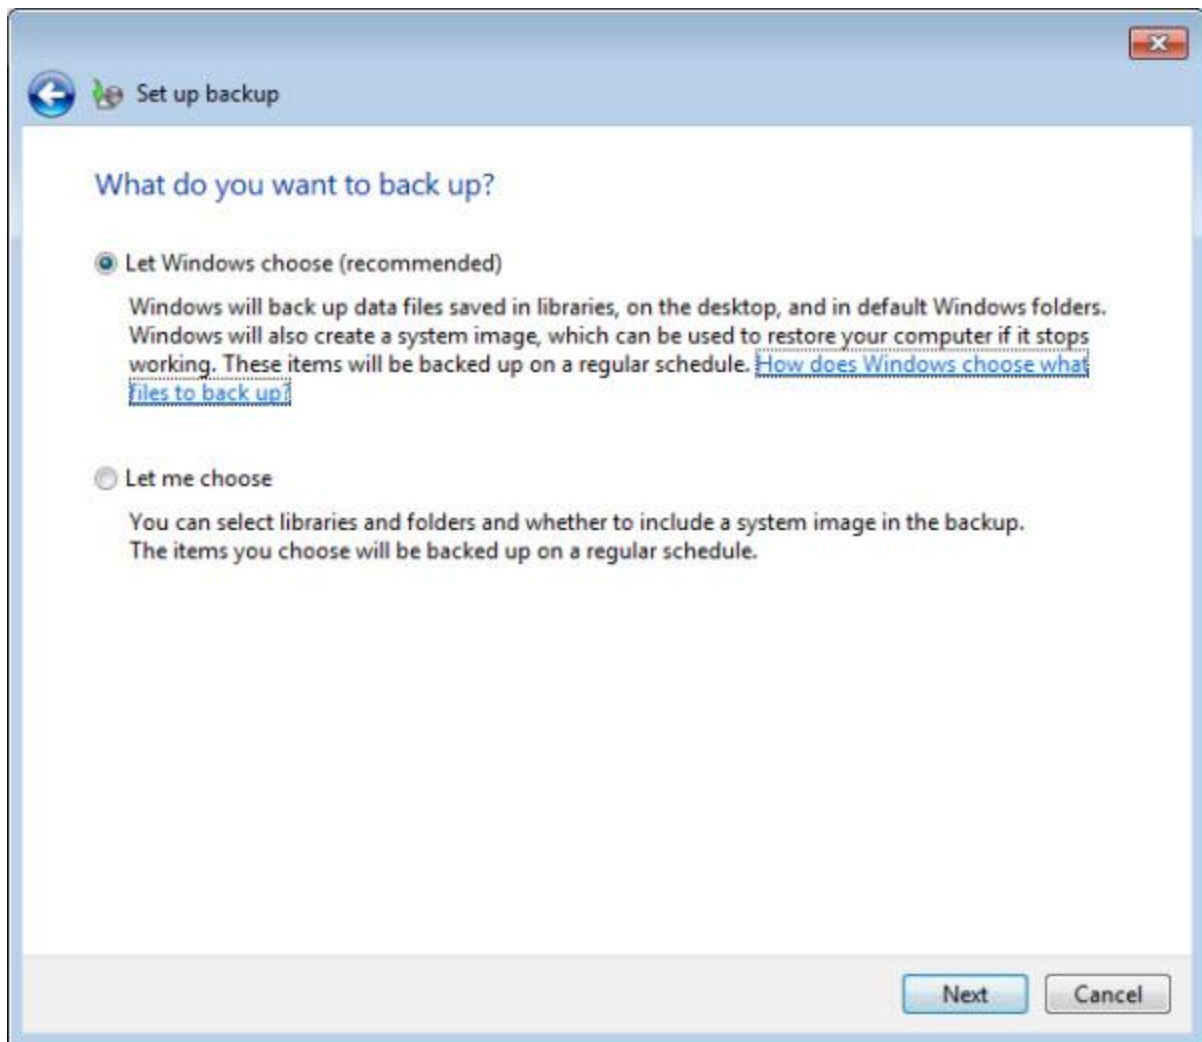 Set up backup
What do you want to back up?
Let Windows choose (recommended)
Windows will back up data files saved in libraries, on the desktop, and in default Windows folders.
Windows will also create a system image, which can be used to restore your computer if it stops
working. These items will be backed up on a regular schedule. How does Windows choose what
files to back up?
Let me choose
You can select libraries and folders and whether to include a system image in the backup.
The items you choose will be backed up on a regular schedule.
Next Cancel